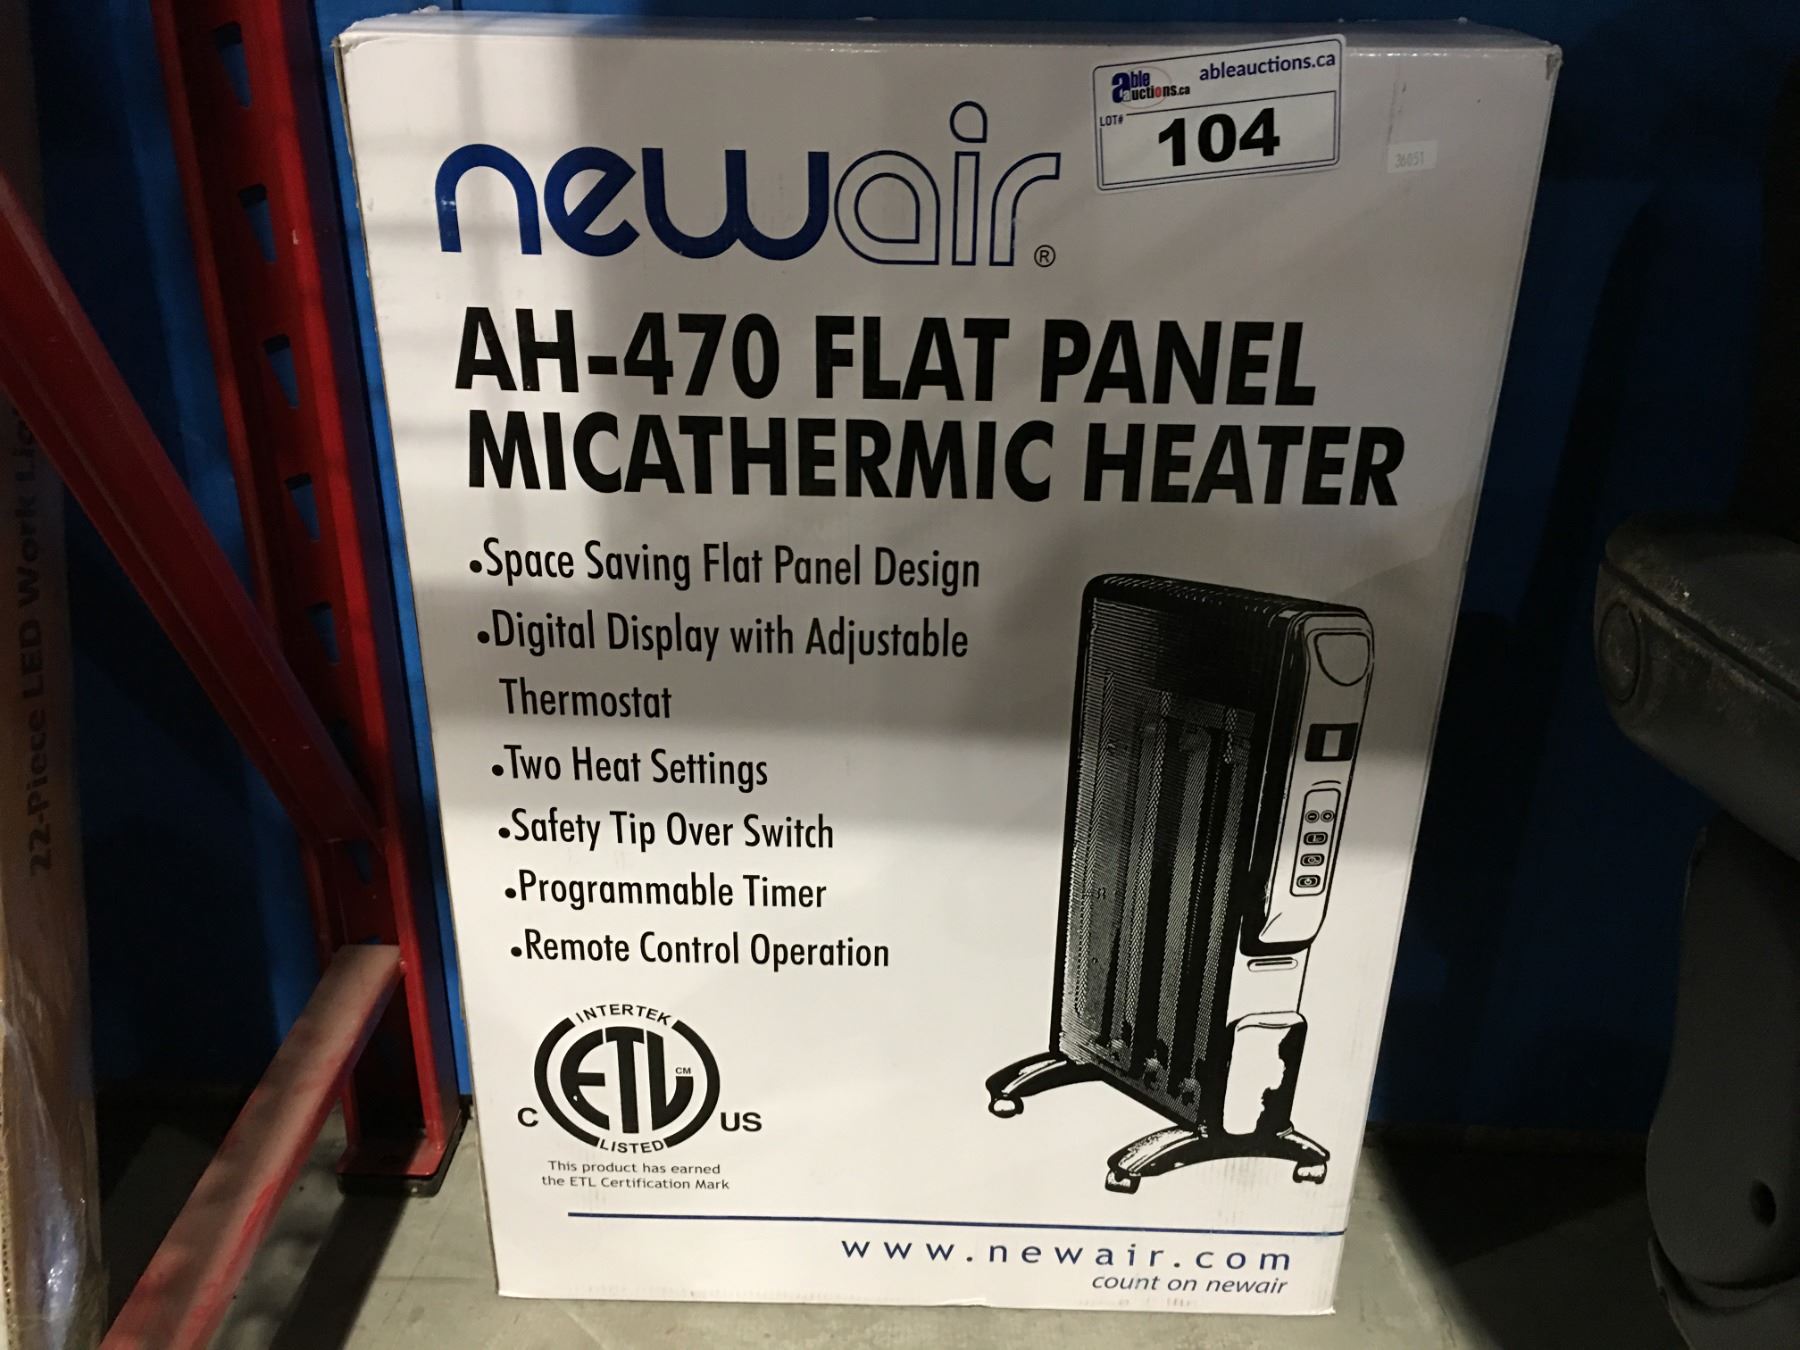 able auctions.ca
ableauctions.ca
LOT#
104
36051
newair®
AH-470 FLAT PANEL
MICATHERMIC HEATER
•Space Saving Flat Panel Design
•Digital Display with Adjustable
Thermostat
•Two Heat Settings
•Safety Tip Over Switch
•Programmable Timer
•Remote Control Operation
INTERTEK
ETL CM
C US
LISTED
This product has earned
the ETL Certification Mark
www.newair.com
count on newair
22-Piece LED Work